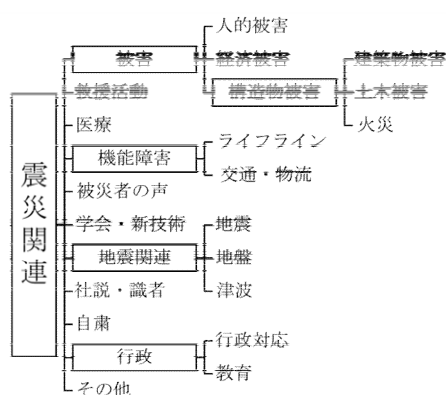 震災関連
被害
人的被害
経済被害
構造物被害
建築物被害
土木被害
火災
救援活動
医療
機能障害
ライフライン
交通・物流
被災者の声
学会・新技術
地震関連
地震
地盤
津波
社説・識者
自粛
行政
行政対応
教育
その他